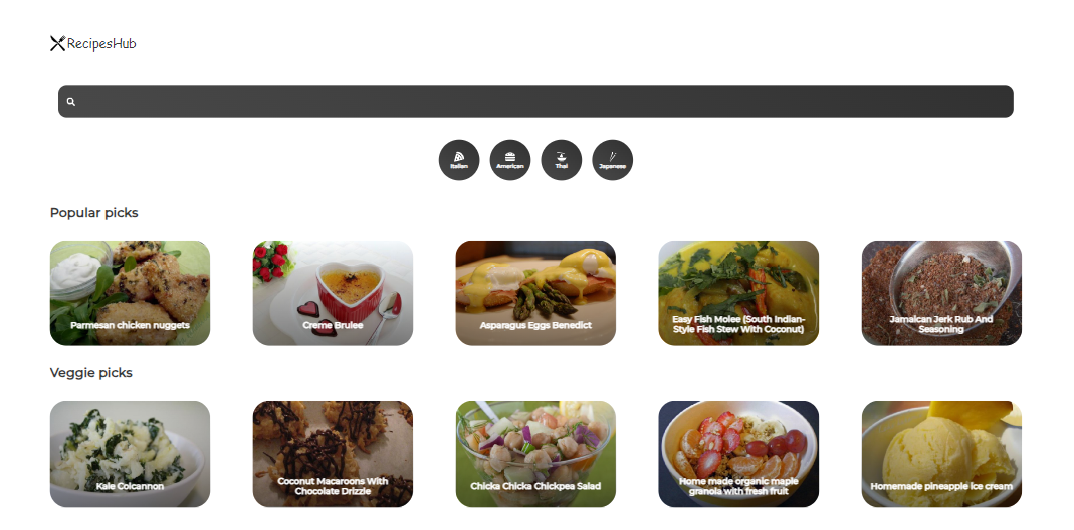 RecipesHub
Italian
American
Thai
Japanese
Popular picks
Parmesan chicken nuggets
Creme Brulee
Asparagus Eggs Benedict
Easy Fish Molee (South Indian-
Style Fish Stew With Coconut)
Jamaican Jerk Rub And
Seasoning
Veggie picks
Kale Colcannon
Coconut Macaroons With
Chocolate Drizzle
Chicka Chicka Chickpea Salad
Home made organic maple
granola with fresh fruit
Homemade pineapple ice cream